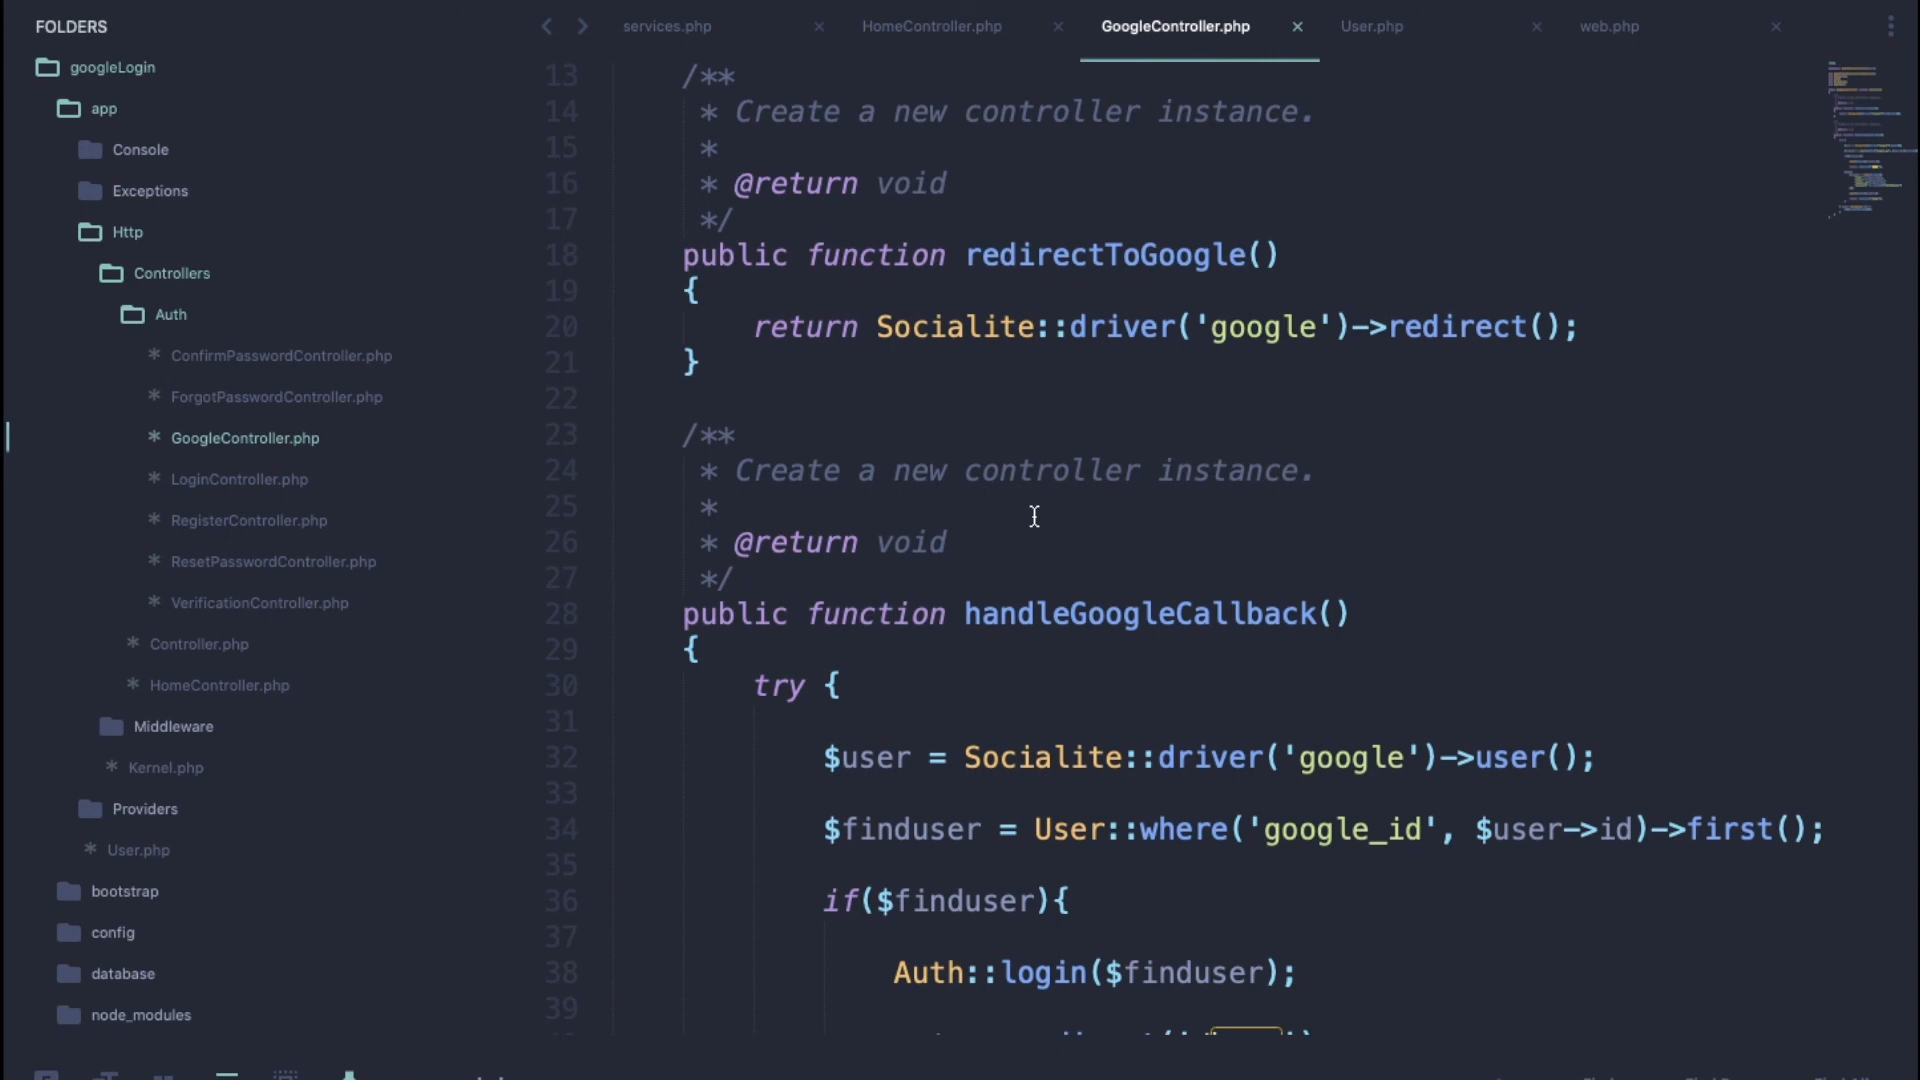 FOLDERS
googleLogin
app
Console
Exceptions
Http
Controllers
Auth
ConfirmPasswordController.php
ForgotPasswordController.php
GoogleController.php
LoginController.php
RegisterController.php
ResetPasswordController.php
VerificationController.php
Controller.php
HomeController.php
Middleware
Kernel.php
Providers
User.php
bootstrap
config
database
node_modules
services.php
HomeController.php
GoogleController.php
User.php
web.php
13 /**
14 * Create a new controller instance.
15 *
16 * @return void
17 */
18 public function redirectToGoogle()
19 {
20 return Socialite::driver('google')->redirect();
21 }
22
23 /**
24 * Create a new controller instance.
25 *
26 * @return void
27 */
28 public function handleGoogleCallback()
29 {
30 try {
31
32 $user = Socialite::driver('google')->user();
33
34 $finduser = User::where('google_id', $user->id)->first();
35
36 if($finduser){
37
38 Auth::login($finduser);
39